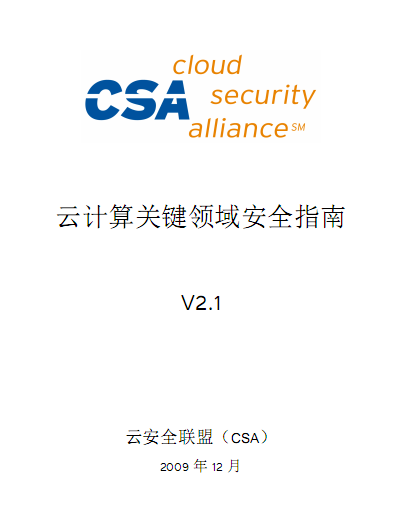 cloud
CSA security
alliance SM
云计算关键领域安全指南
V2.1
云安全联盟（CSA）
2009 年 12 月